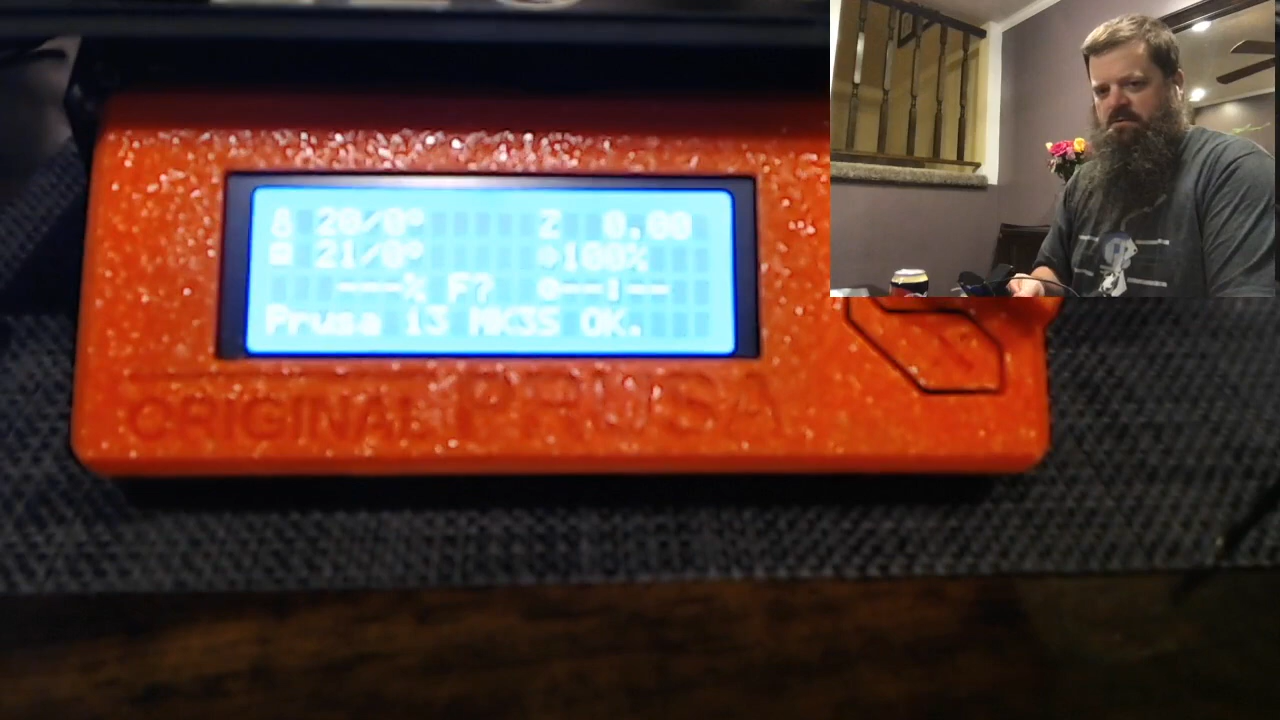 20/0° Z 0.00
21/0° 100%
---% F? --:--
Prusa i3 MK3S OK.
ORIGINAL PRUSA